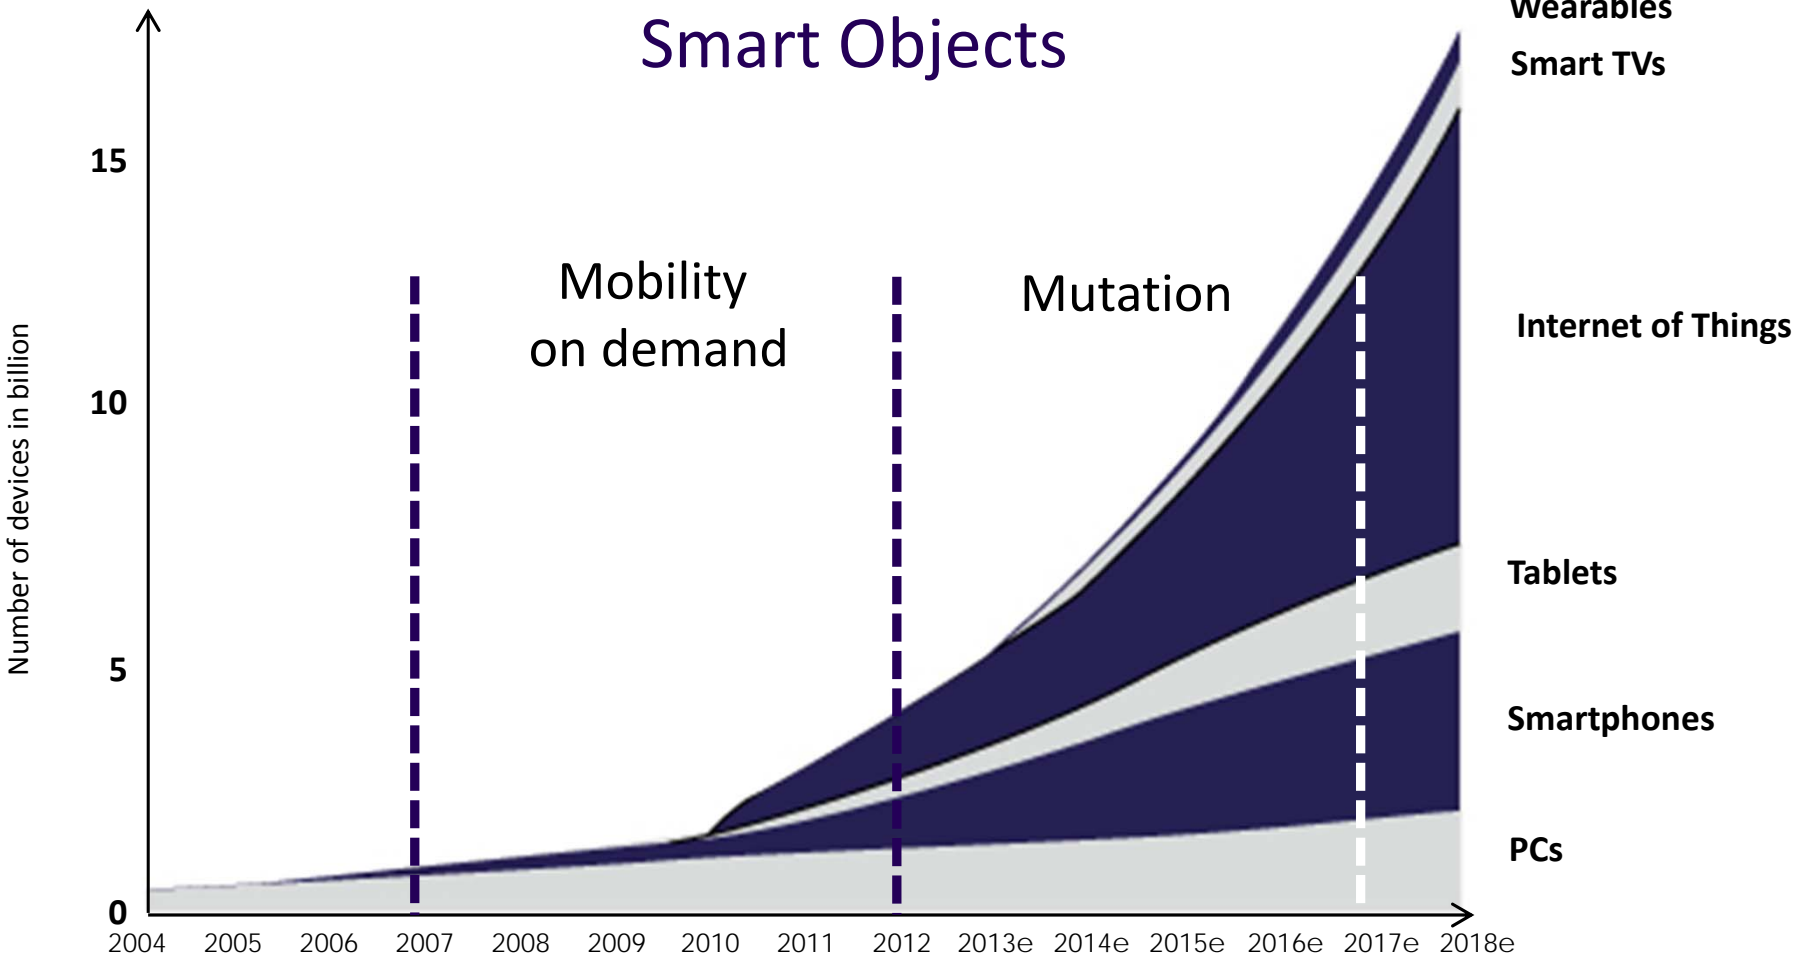 Smart Objects
Wearables
Smart TVs
15
Mobility
on demand
Mutation
Internet of Things
10
Number of devices in billion
5
Tablets
Smartphones
PCs
0
2004 2005 2006 2007 2008 2009 2010 2011 2012 2013e 2014e 2015e 2016e 2017e 2018e